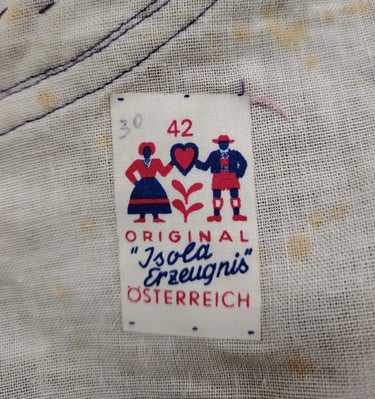 30 42
ORIGINAL
"Isola
Erzeugnis"
ÖSTERREICH